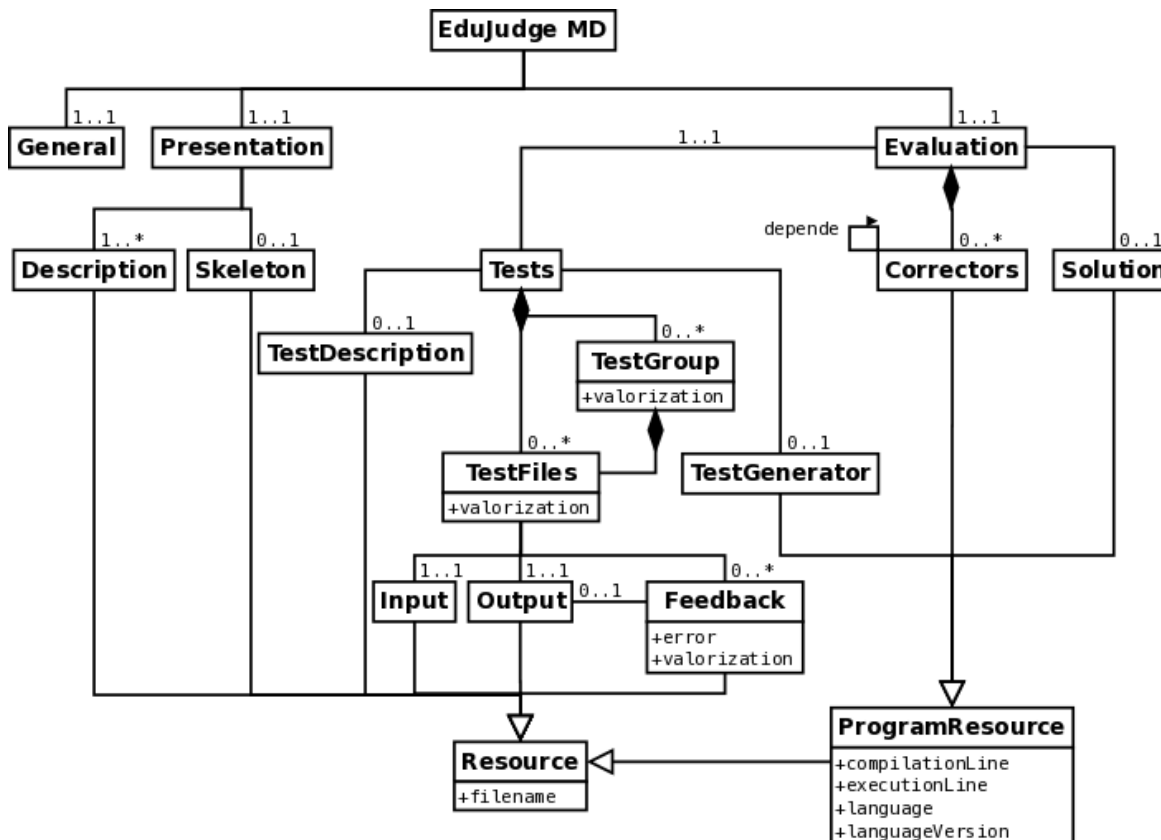 EduJudge MD
1..1
1..1
1..1
General
Presentation
1..1
Evaluation
1..*
0..1
depende
0..*
0..1
Description
Skeleton
Tests
Correctors
Solution
0..1
0..*
TestDescription
TestGroup
+valorization
0..*
0..1
TestFiles
TestGenerator
+valorization
1..1
1..1
0..1
0..*
Input
Output
Feedback
+error
+valorization
ProgramResource
Resource
+compilationLine
+executionLine
+filename
+language
+languageVersion